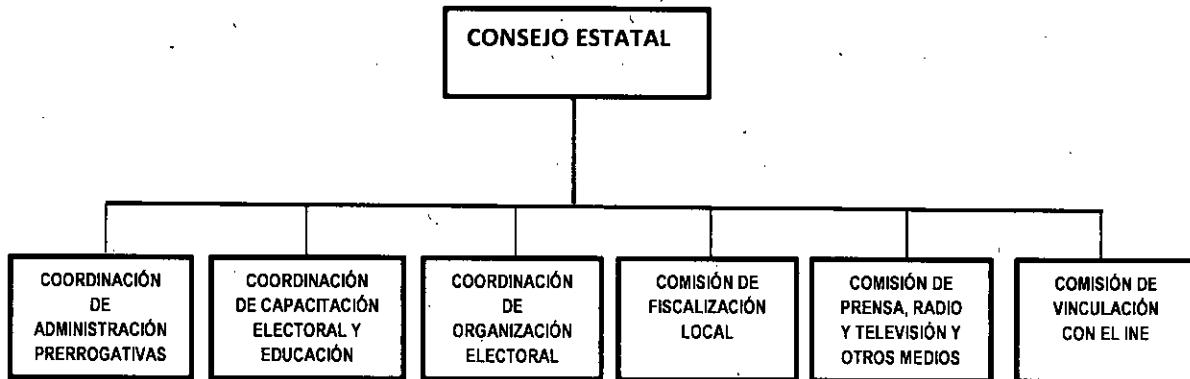 CONSEJO ESTATAL
COORDINACIÓN
DE
ADMINISTRACIÓN
PRERROGATIVAS
COORDINACIÓN
DE CAPACITACIÓN
ELECTORAL Y
EDUCACIÓN
COORDINACIÓN
DE
ORGANIZACIÓN
ELECTORAL
COMISIÓN DE
FISCALIZACIÓN
LOCAL
COMISIÓN DE
PRENSA, RADIO
Y TELEVISIÓN Y
OTROS MEDIOS
COMISIÓN DE
VINCULACIÓN
CON EL INE